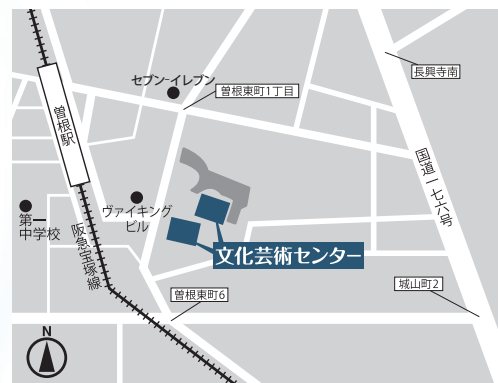 セブン-イレブン
曽根東町1丁目
長興寺南
曽根駅
国道一七六号
ヴァイキング
ビル
第一
中学校
阪急宝塚線
文化芸術センター
城山町2
曽根東町6
N